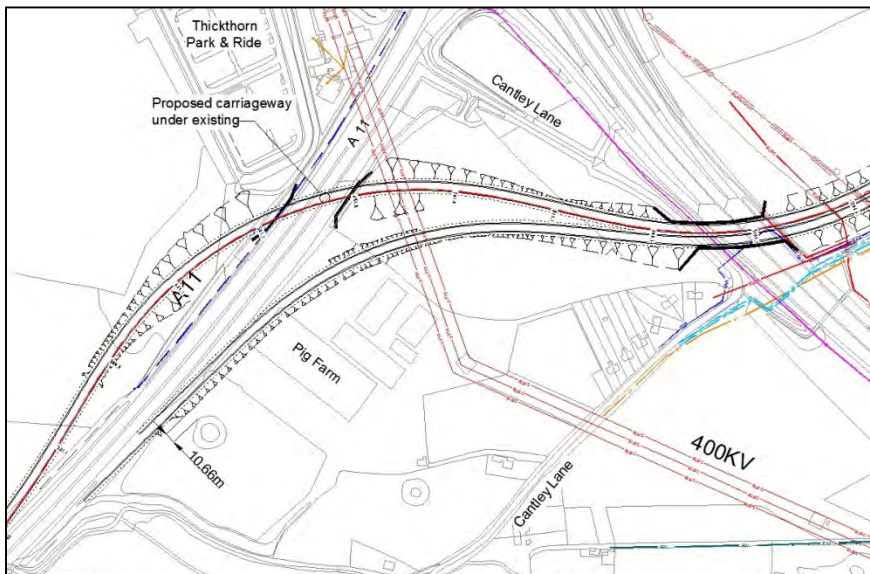 Thickthorn
Park & Ride
Cantley Lane
Proposed carriageway
under existing
A 11
A11
Pig Farm
10.66m
400KV
Cantley Lane